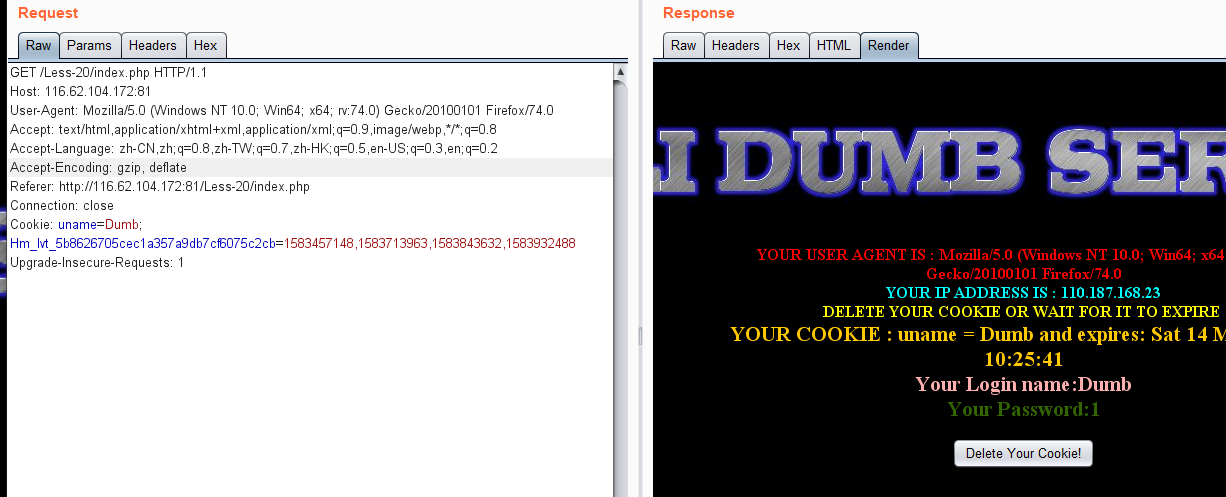 Request
Raw Params Headers Hex
GET /Less-20/index.php HTTP/1.1
Host: 116.62.104.172:81
User-Agent: Mozilla/5.0 (Windows NT 10.0; Win64; x64; rv:74.0) Gecko/20100101 Firefox/74.0
Accept: text/html,application/xhtml+xml,application/xml;q=0.9,image/webp,*/*;q=0.8
Accept-Language: zh-CN,zh;q=0.8,zh-TW;q=0.7,zh-HK;q=0.5,en-US;q=0.3,en;q=0.2
Accept-Encoding: gzip, deflate
Referer: http://116.62.104.172:81/Less-20/index.php
Connection: close
Cookie: uname=Dumb;
Hm_lvt_5b8626705cec1a357a9db7cf6075c2cb=1583457148,1583713963,1583843632,1583932488
Upgrade-Insecure-Requests: 1
Response
Raw Headers Hex HTML Render
I DUMB SER
YOUR USER AGENT IS : Mozilla/5.0 (Windows NT 10.0; Win64; x64
Gecko/20100101 Firefox/74.0
YOUR IP ADDRESS IS : 110.187.168.23
DELETE YOUR COOKIE OR WAIT FOR IT TO EXPIRE
YOUR COOKIE : uname = Dumb and expires: Sat 14 M
10:25:41
Your Login name:Dumb
Your Password:1
Delete Your Cookie!